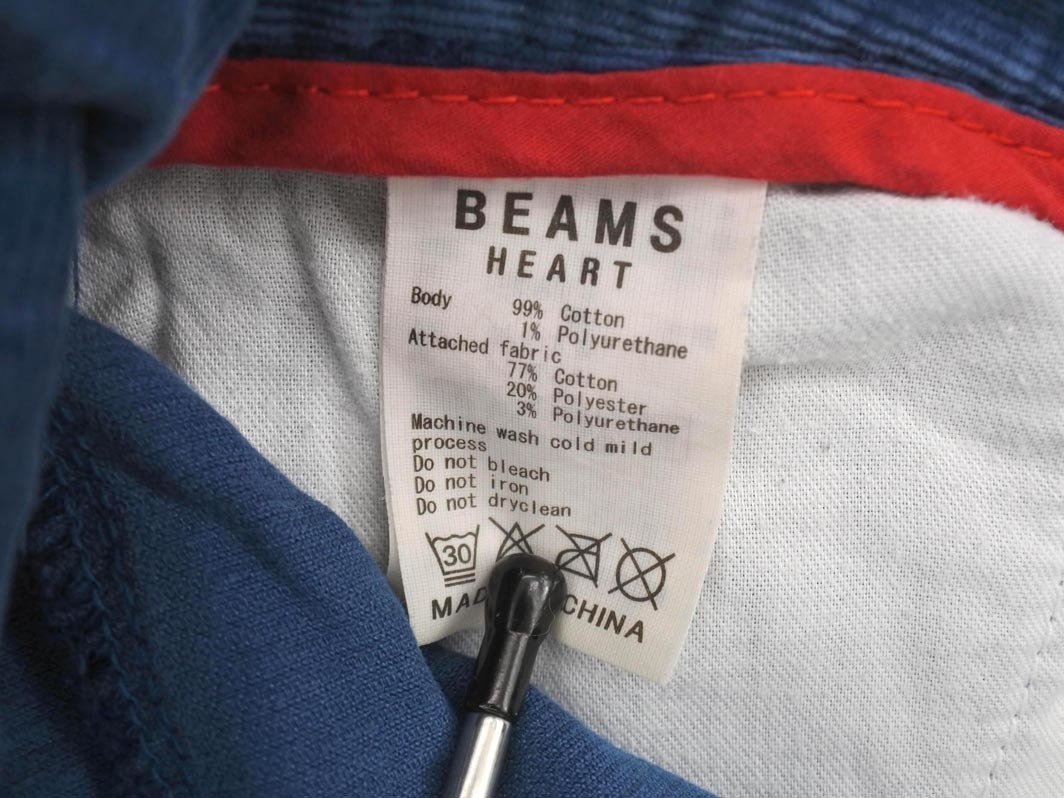 BEAMS
HEART
Body 99% Cotton
1% Polyurethane
Attached fabric
77% Cotton
20% Polyester
3% Polyurethane
Machine wash cold mild
process
Do not bleach
Do not iron
Do not dryclean
30
CHINA